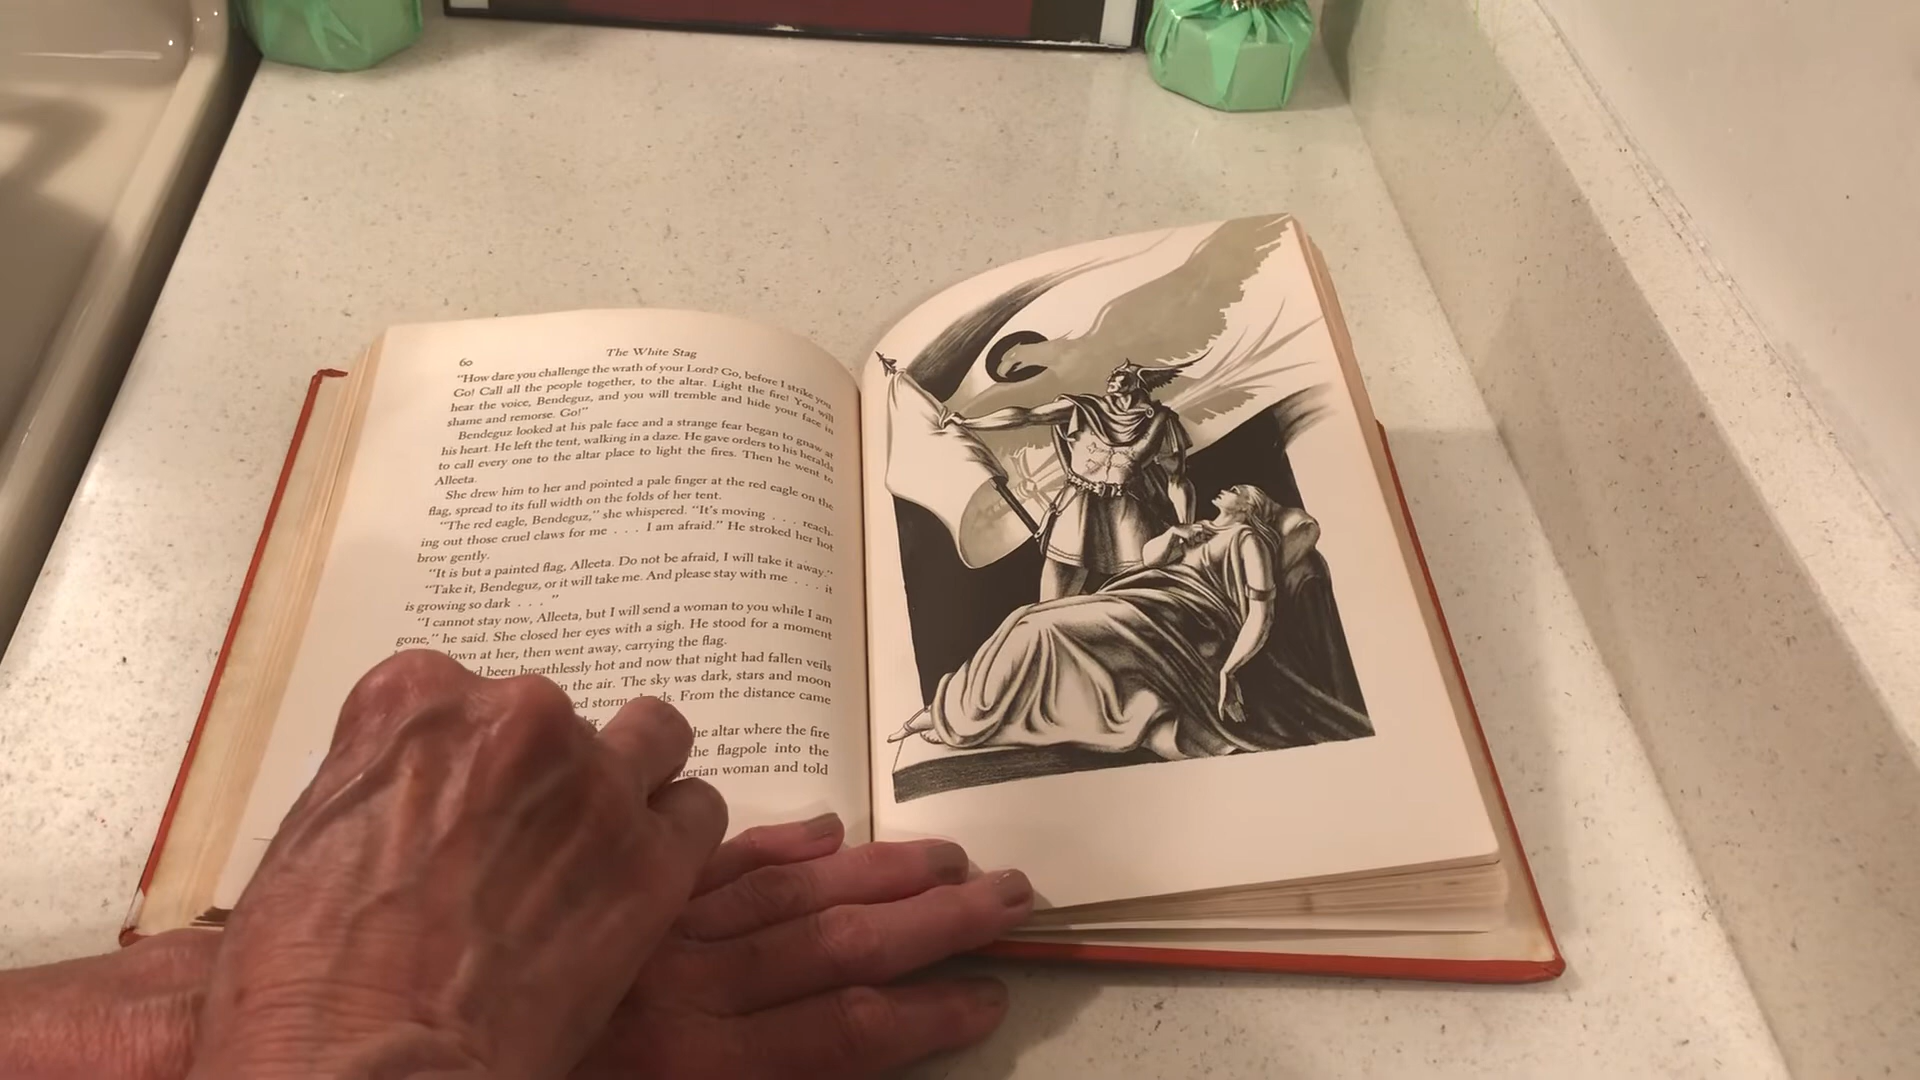 60
The White Stag
"How dare you challenge the wrath of your Lord? Go, before I strike you
Go! Call all the people together, to the altar. Light the fire! You will
hear the voice, Bendeguz, and you will tremble and hide your face in
shame and remorse. Go!"
Bendeguz looked at his pale face and a strange fear began to gnaw at
his heart. He left the tent, walking in a daze. He gave orders to his heralds
to call every one to the altar place to light the fires. Then he went to
Alleeta.
She drew him to her and pointed a pale finger at the red eagle on the
flag, spread to its full width on the folds of her tent.
"The red eagle, Bendeguz," she whispered. "It's moving . . . reach-
ing out those cruel claws for me . . . I am afraid." He stroked her hot
brow gently.
"It is but a painted flag, Alleeta. Do not be afraid, I will take it away."
"Take it, Bendeguz, or it will take me. And please stay with me . . . it
is growing so dark . . . "
"I cannot stay now, Alleeta, but I will send a woman to you while I am
gone," he said. She closed her eyes with a sigh. He stood for a moment
down at her, then went away, carrying the flag.
been breathlessly hot and now that night had fallen veils
in the air. The sky was dark, stars and moon
storm From the distance came
altar where the fire
the flagpole into the
woman and told